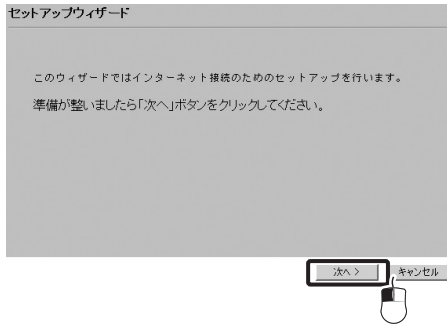 セットアップウィザード
このウィザードではインターネット接続のためのセットアップを行います。
準備が整いましたら「次へ」ボタンをクリックしてください。
次へ >
キャンセル